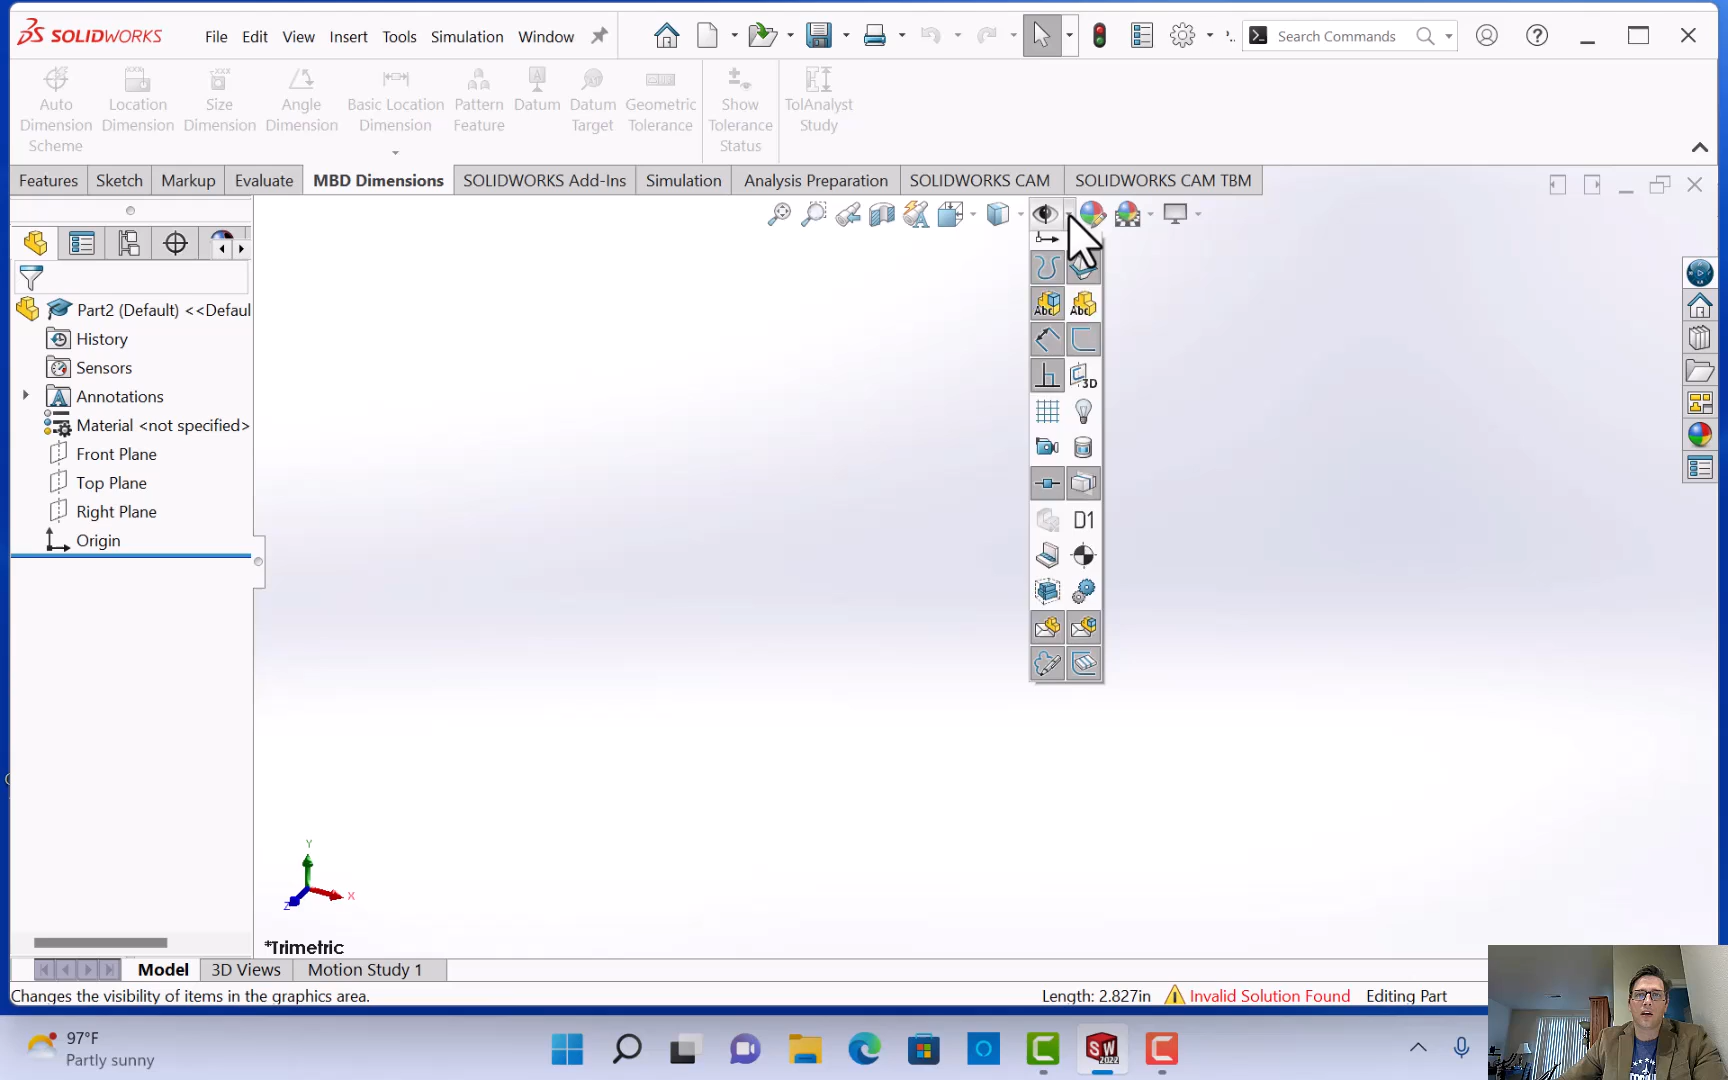 SOLIDWORKS File Edit View Insert Tools Simulation Window Search Commands
Auto Dimension Scheme
Location Dimension
Size Dimension
Angle Dimension
Basic Location Dimension
Pattern Feature
Datum
Datum Target
Geometric Tolerance
Show Tolerance Status
TolAnalyst Study
Features Sketch Markup Evaluate MBD Dimensions SOLIDWORKS Add-Ins Simulation Analysis Preparation SOLIDWORKS CAM SOLIDWORKS CAM TBM
Part2 (Default) <<Defaul
History
Sensors
Annotations
Material <not specified>
Front Plane
Top Plane
Right Plane
Origin
Abc Abc
3D
D1
Y
X
Z
*Trimetric
Model 3D Views Motion Study 1
Changes the visibility of items in the graphics area. Length: 2.827in Invalid Solution Found Editing Part
97°F
Partly sunny
SW
2022